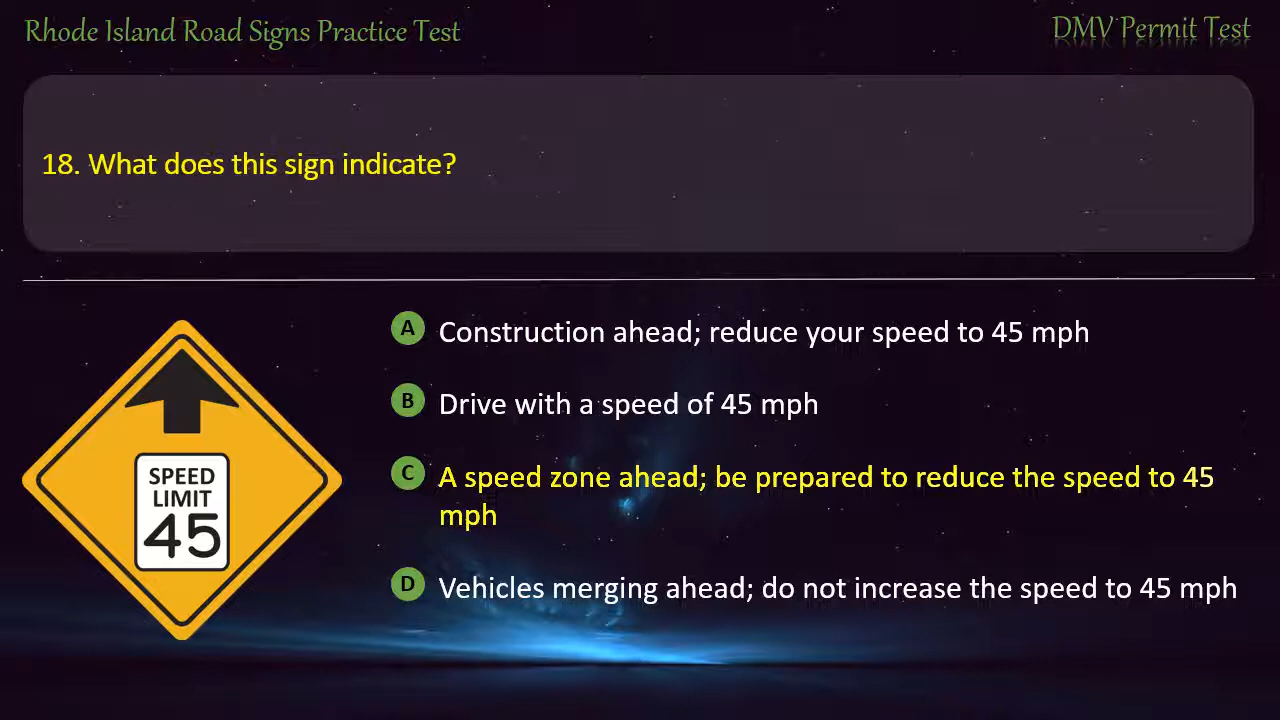 Rhode Island Road Signs Practice Test
DMV Permit Test
18. What does this sign indicate?
SPEED
LIMIT
45
A Construction ahead; reduce your speed to 45 mph
B Drive with a speed of 45 mph
C A speed zone ahead; be prepared to reduce the speed to 45
mph
D Vehicles merging ahead; do not increase the speed to 45 mph